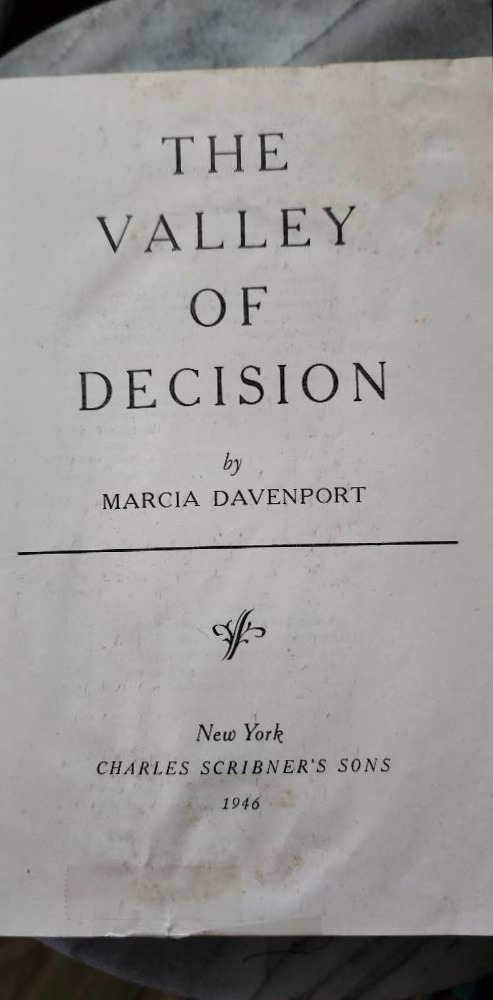 THE
VALLEY
OF
DECISION
by
MARCIA DAVENPORT
New York
CHARLES SCRIBNER'S SONS
1946